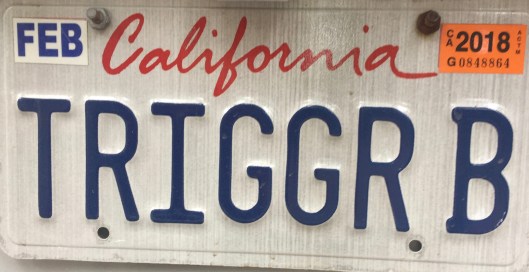 FEB
California
CA 2018
G0848864
TRIGGR B